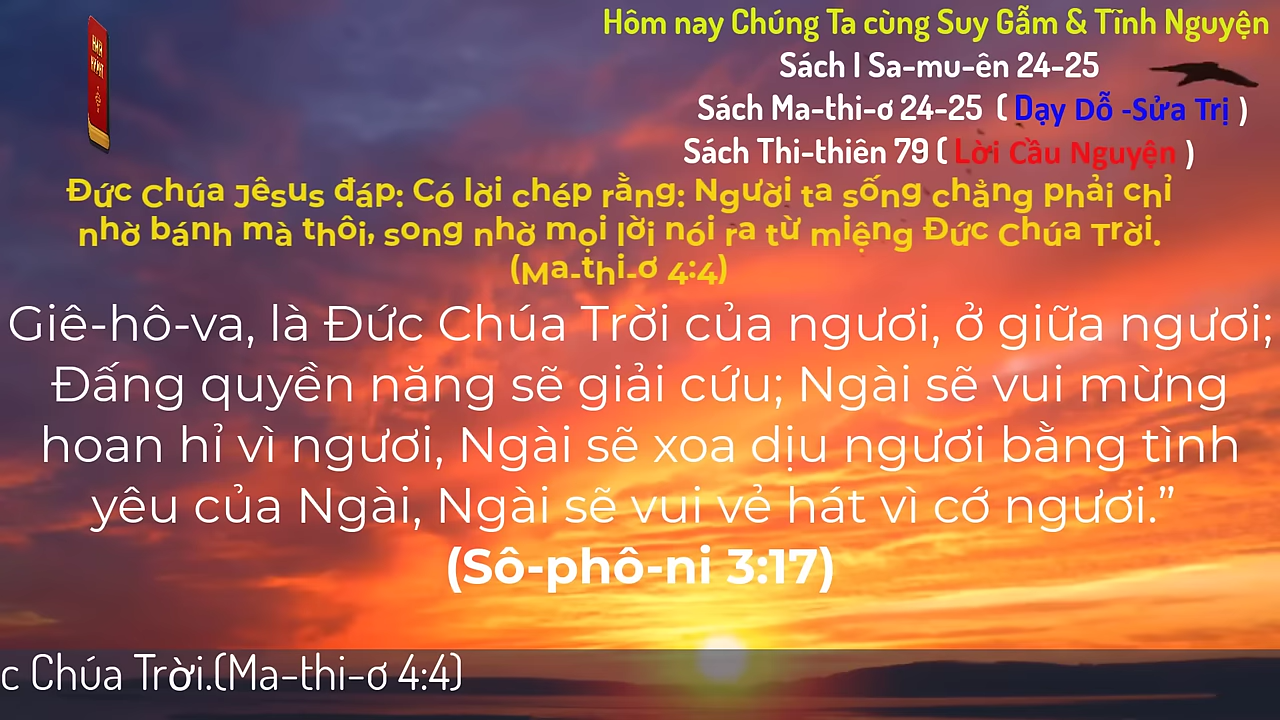 Hôm nay Chúng Ta cùng Suy Gẫm & Tĩnh Nguyện
Sách I Sa-mu-ên 24-25
Sách Ma-thi-ơ 24-25 ( Dạy Dỗ -Sửa Trị )
Sách Thi-thiên 79 ( Lời Cầu Nguyện )
Đức Chúa Jêsus đáp: Có lời chép rằng: Người ta sống chẳng phải chỉ
nhờ bánh mà thôi, song nhờ mọi lời nói ra từ miệng Đức Chúa Trời.
(Ma-thi-ơ 4:4)
Giê-hô-va, là Đức Chúa Trời của ngươi, ở giữa ngươi;
Đấng quyền năng sẽ giải cứu; Ngài sẽ vui mừng
hoan hỉ vì ngươi, Ngài sẽ xoa dịu ngươi bằng tình
yêu của Ngài, Ngài sẽ vui vẻ hát vì cớ ngươi.”
(Sô-phô-ni 3:17)
c Chúa Trời.(Ma-thi-ơ 4:4)